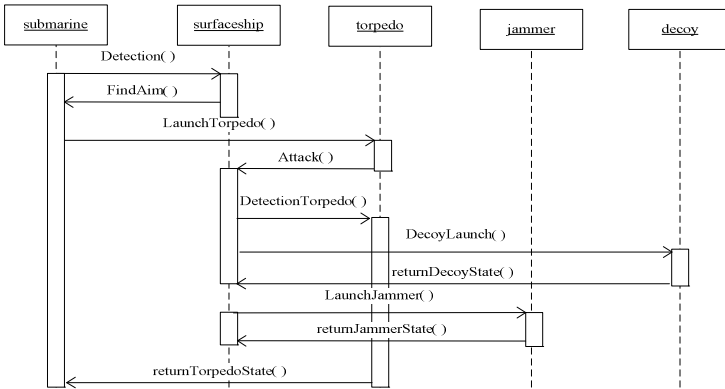 submarine
surfaceship
torpedo
jammer
decoy
Detection( )
FindAim( )
LaunchTorpedo( )
Attack( )
DetectionTorpedo( )
DecoyLaunch( )
returnDecoyState( )
LaunchJammer( )
returnJammerState( )
returnTorpedoState( )